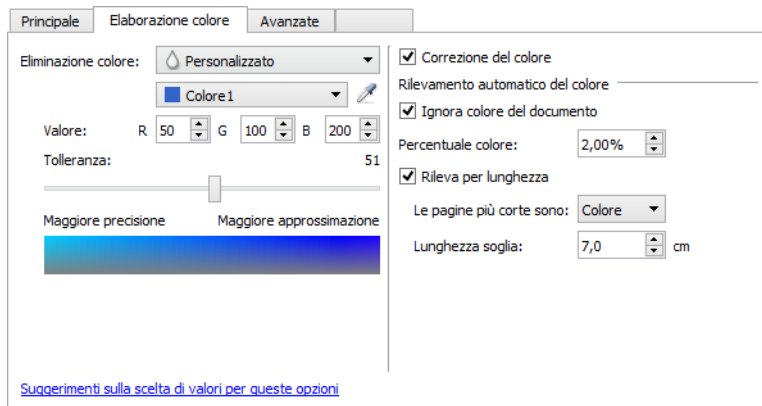 Principale Elaborazione colore Avanzate
Eliminazione colore: Personalizzato
Colore1
Valore: R 50 G 100 B 200
Tolleranza: 51
Maggiore precisione Maggiore approssimazione
Suggerimenti sulla scelta di valori per queste opzioni
Correzione del colore
Rilevamento automatico del colore
Ignora colore del documento
Percentuale colore: 2,00%
Rileva per lunghezza
Le pagine più corte sono: Colore
Lunghezza soglia: 7,0 cm